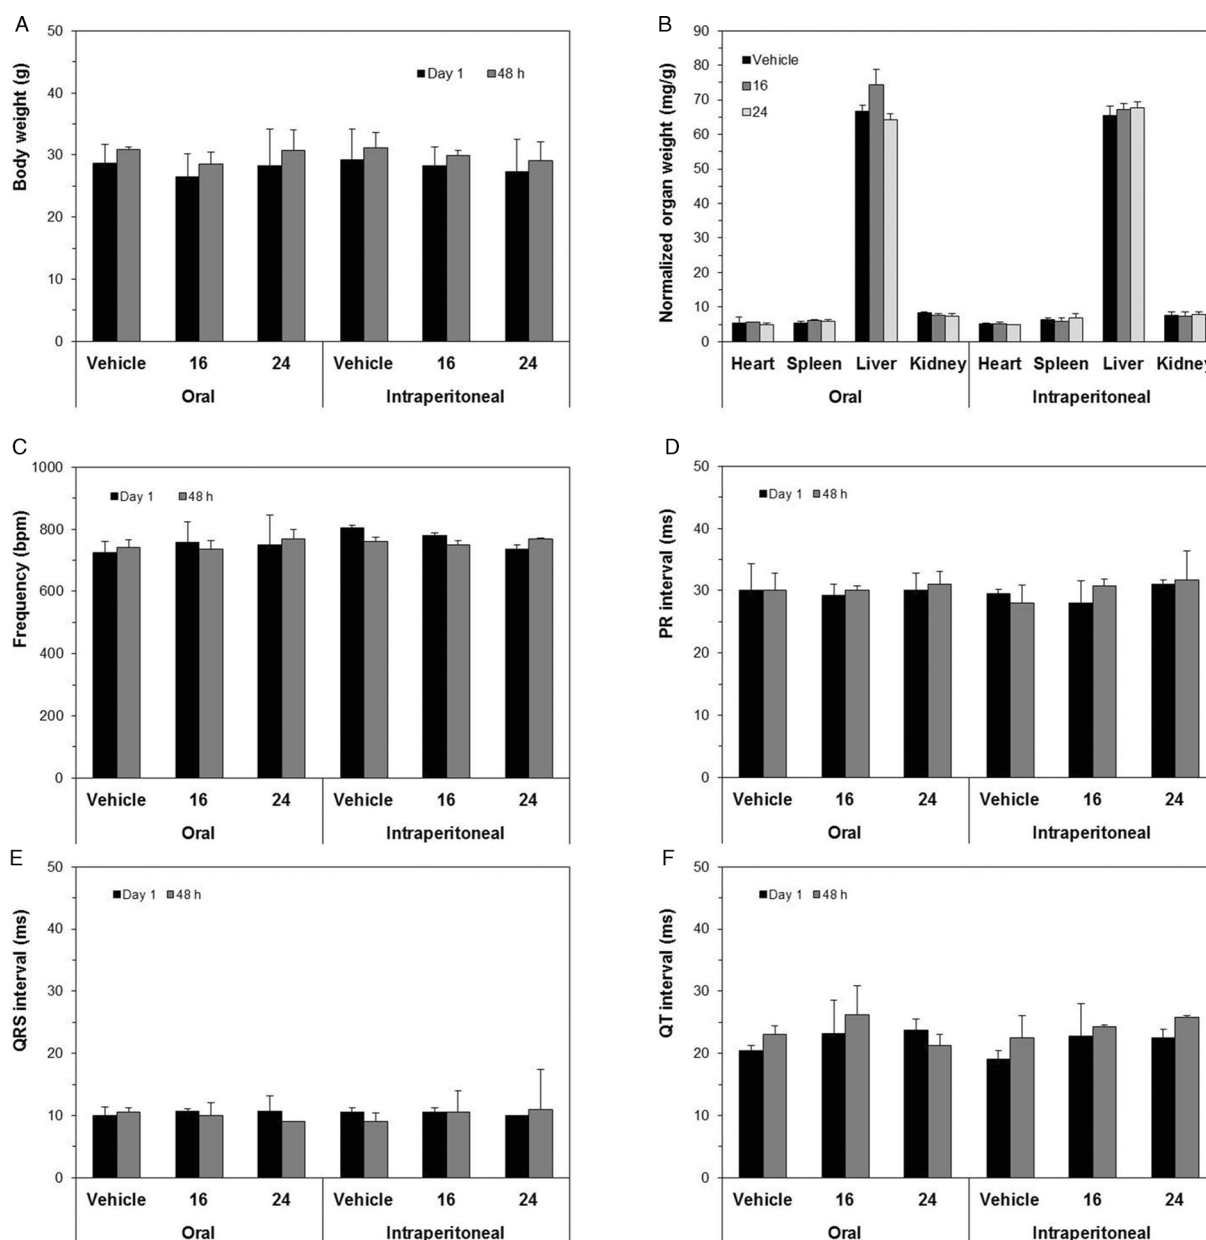 A
Body weight (g)
50
40
30
20
10
0
Day 1 48 h
Vehicle 16 24 Vehicle 16 24
Oral Intraperitoneal
B
Normalized organ weight (mg/g)
90
80
70
60
50
40
30
20
10
0
Vehicle
16
24
Heart Spleen Liver Kidney Heart Spleen Liver Kidney
Oral Intraperitoneal
C
Frequency (bpm)
1000
800
600
400
200
0
Day 1 48 h
Vehicle 16 24 Vehicle 16 24
Oral Intraperitoneal
D
PR interval (ms)
50
40
30
20
10
0
Day 1 48 h
Vehicle 16 24 Vehicle 16 24
Oral Intraperitoneal
E
QRS interval (ms)
50
40
30
20
10
0
Day 1 48 h
Vehicle 16 24 Vehicle 16 24
Oral Intraperitoneal
F
QT interval (ms)
50
40
30
20
10
0
Day 1 48 h
Vehicle 16 24 Vehicle 16 24
Oral Intraperitoneal